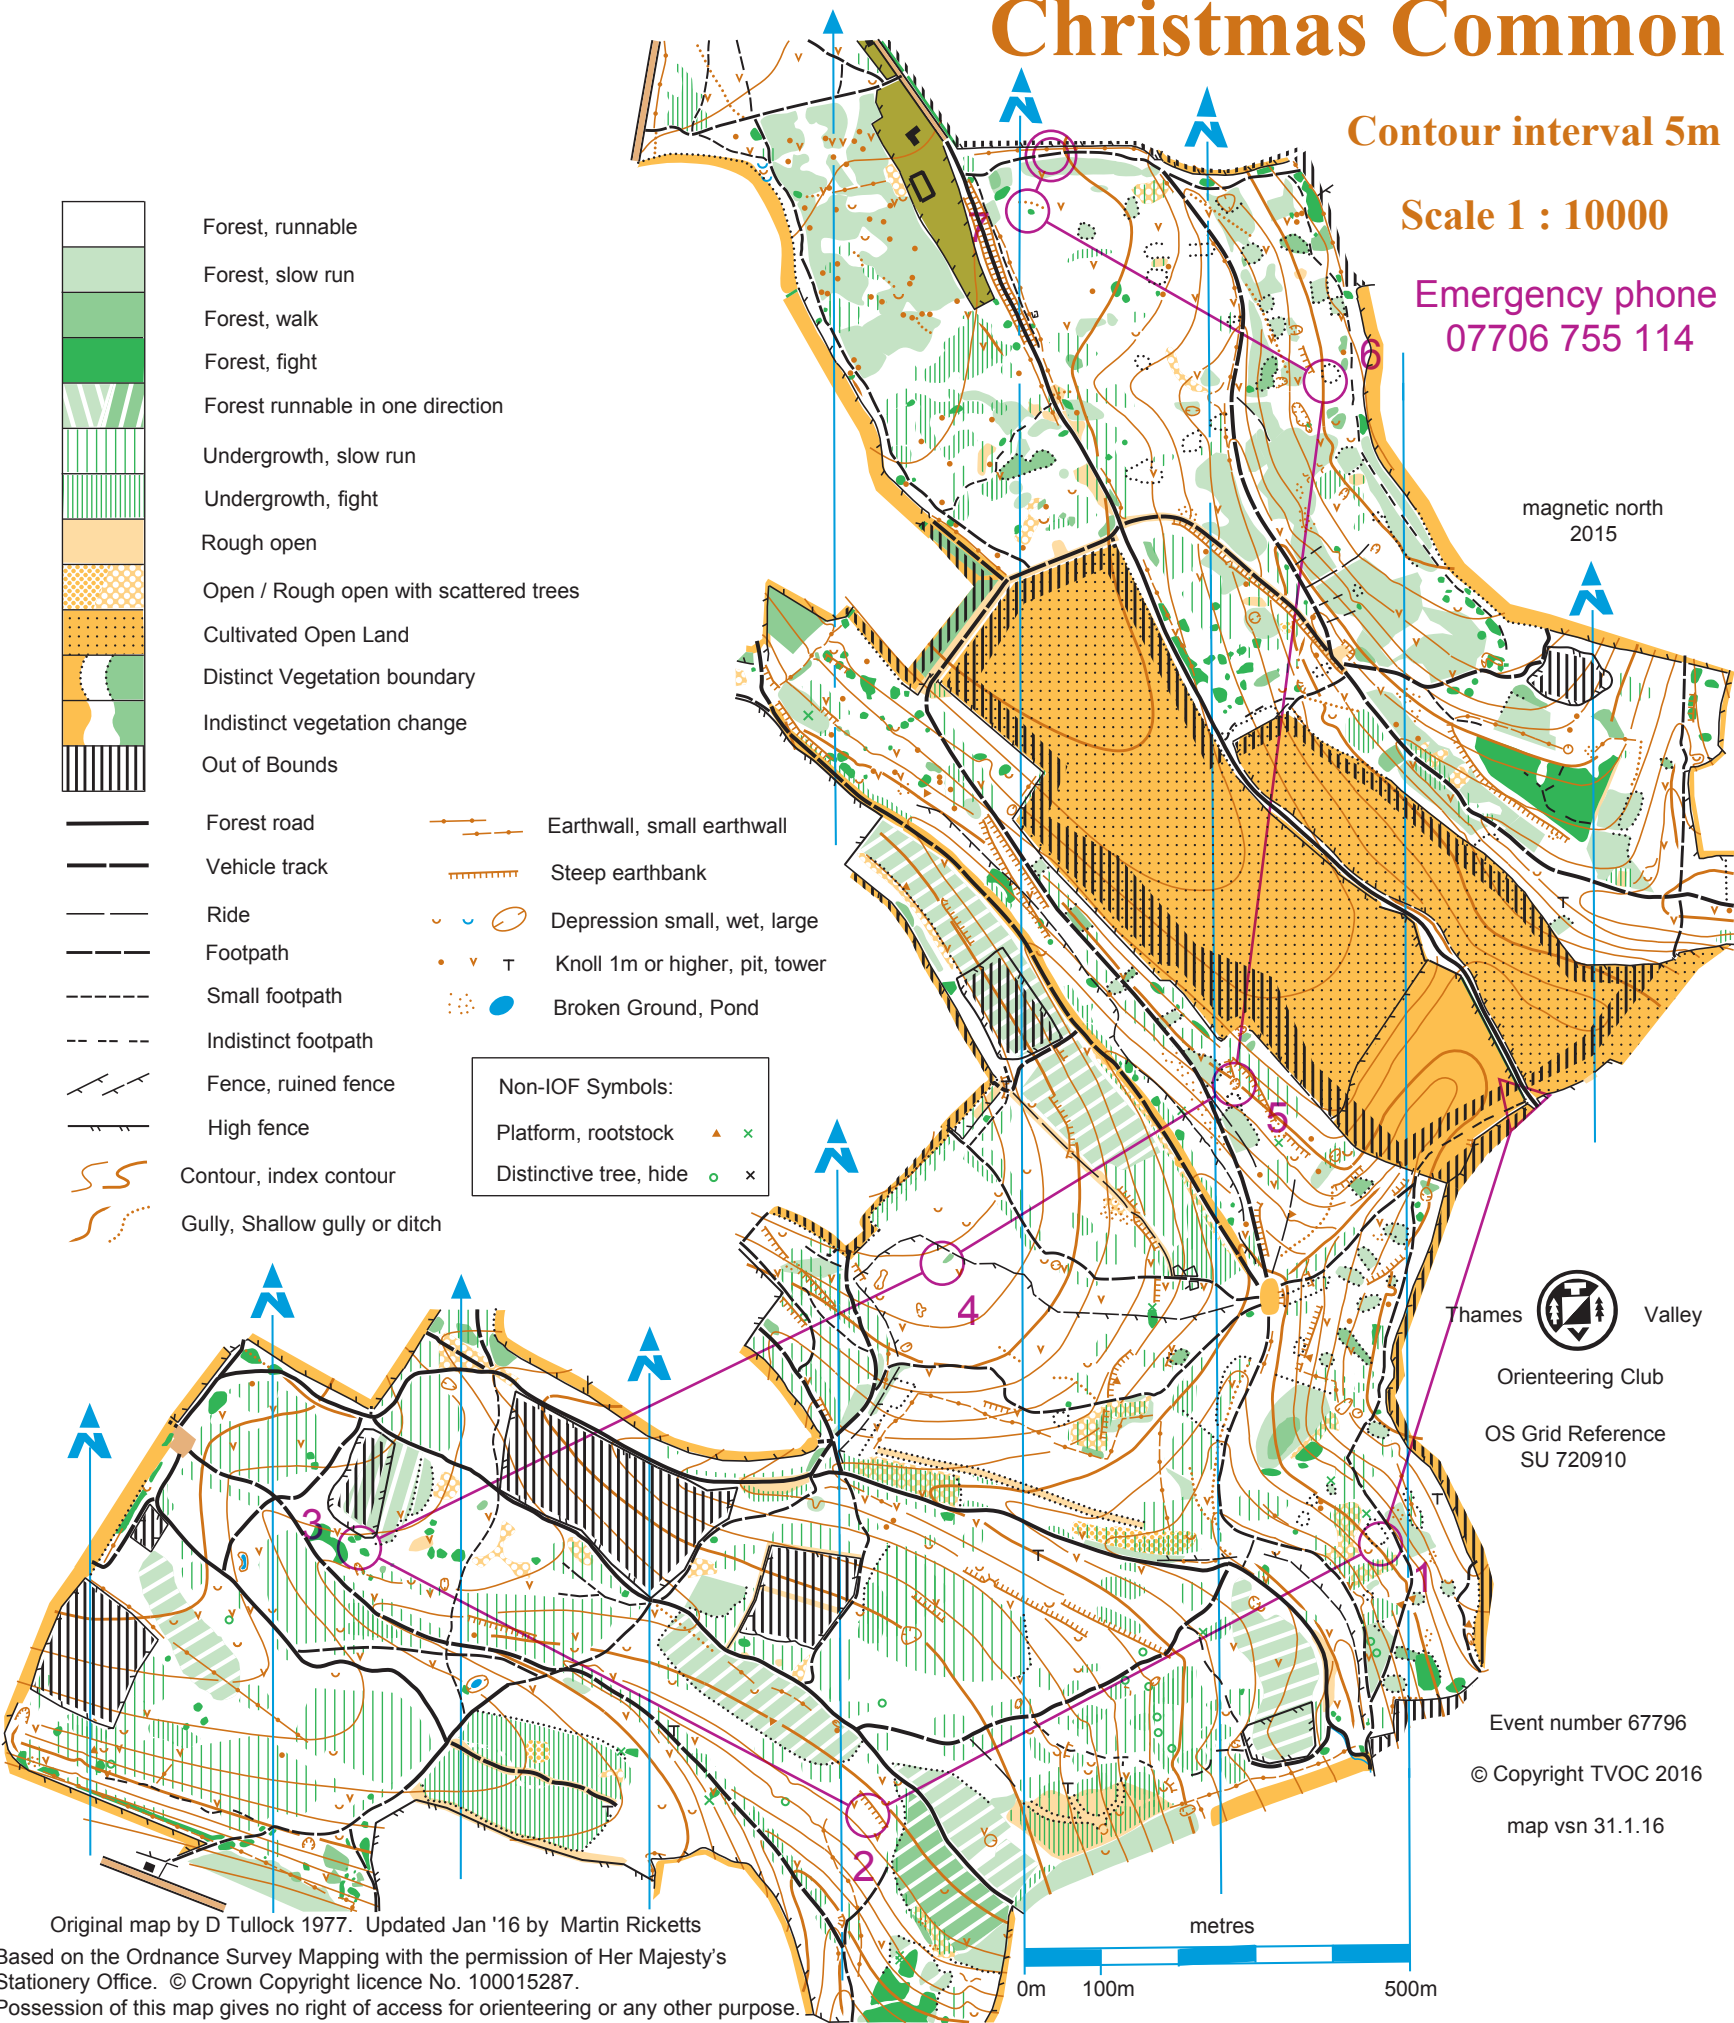 Christmas Common
Contour interval 5m
Scale 1 : 10000
Emergency phone
07706 755 114
magnetic north
2015
Forest, runnable
Forest, slow run
Forest, walk
Forest, fight
Forest runnable in one direction
Undergrowth, slow run
Undergrowth, fight
Rough open
Open / Rough open with scattered trees
Cultivated Open Land
Distinct Vegetation boundary
Indistinct vegetation change
Out of Bounds
Forest road
Vehicle track
Ride
Footpath
Small footpath
Indistinct footpath
Fence, ruined fence
High fence
Contour, index contour
Gully, Shallow gully or ditch
Earthwall, small earthwall
Steep earthbank
Depression small, wet, large
Knoll 1m or higher, pit, tower
Broken Ground, Pond
Non-IOF Symbols:
Platform, rootstock
Distinctive tree, hide
7
6
5
4
3
1
2
Thames Valley
Orienteering Club
OS Grid Reference
SU 720910
Event number 67796
© Copyright TVOC 2016
map vsn 31.1.16
metres
0m 100m 500m
Original map by D Tullock 1977. Updated Jan '16 by Martin Ricketts
Based on the Ordnance Survey Mapping with the permission of Her Majesty's
Stationery Office. © Crown Copyright licence No. 100015287.
Possession of this map gives no right of access for orienteering or any other purpose.